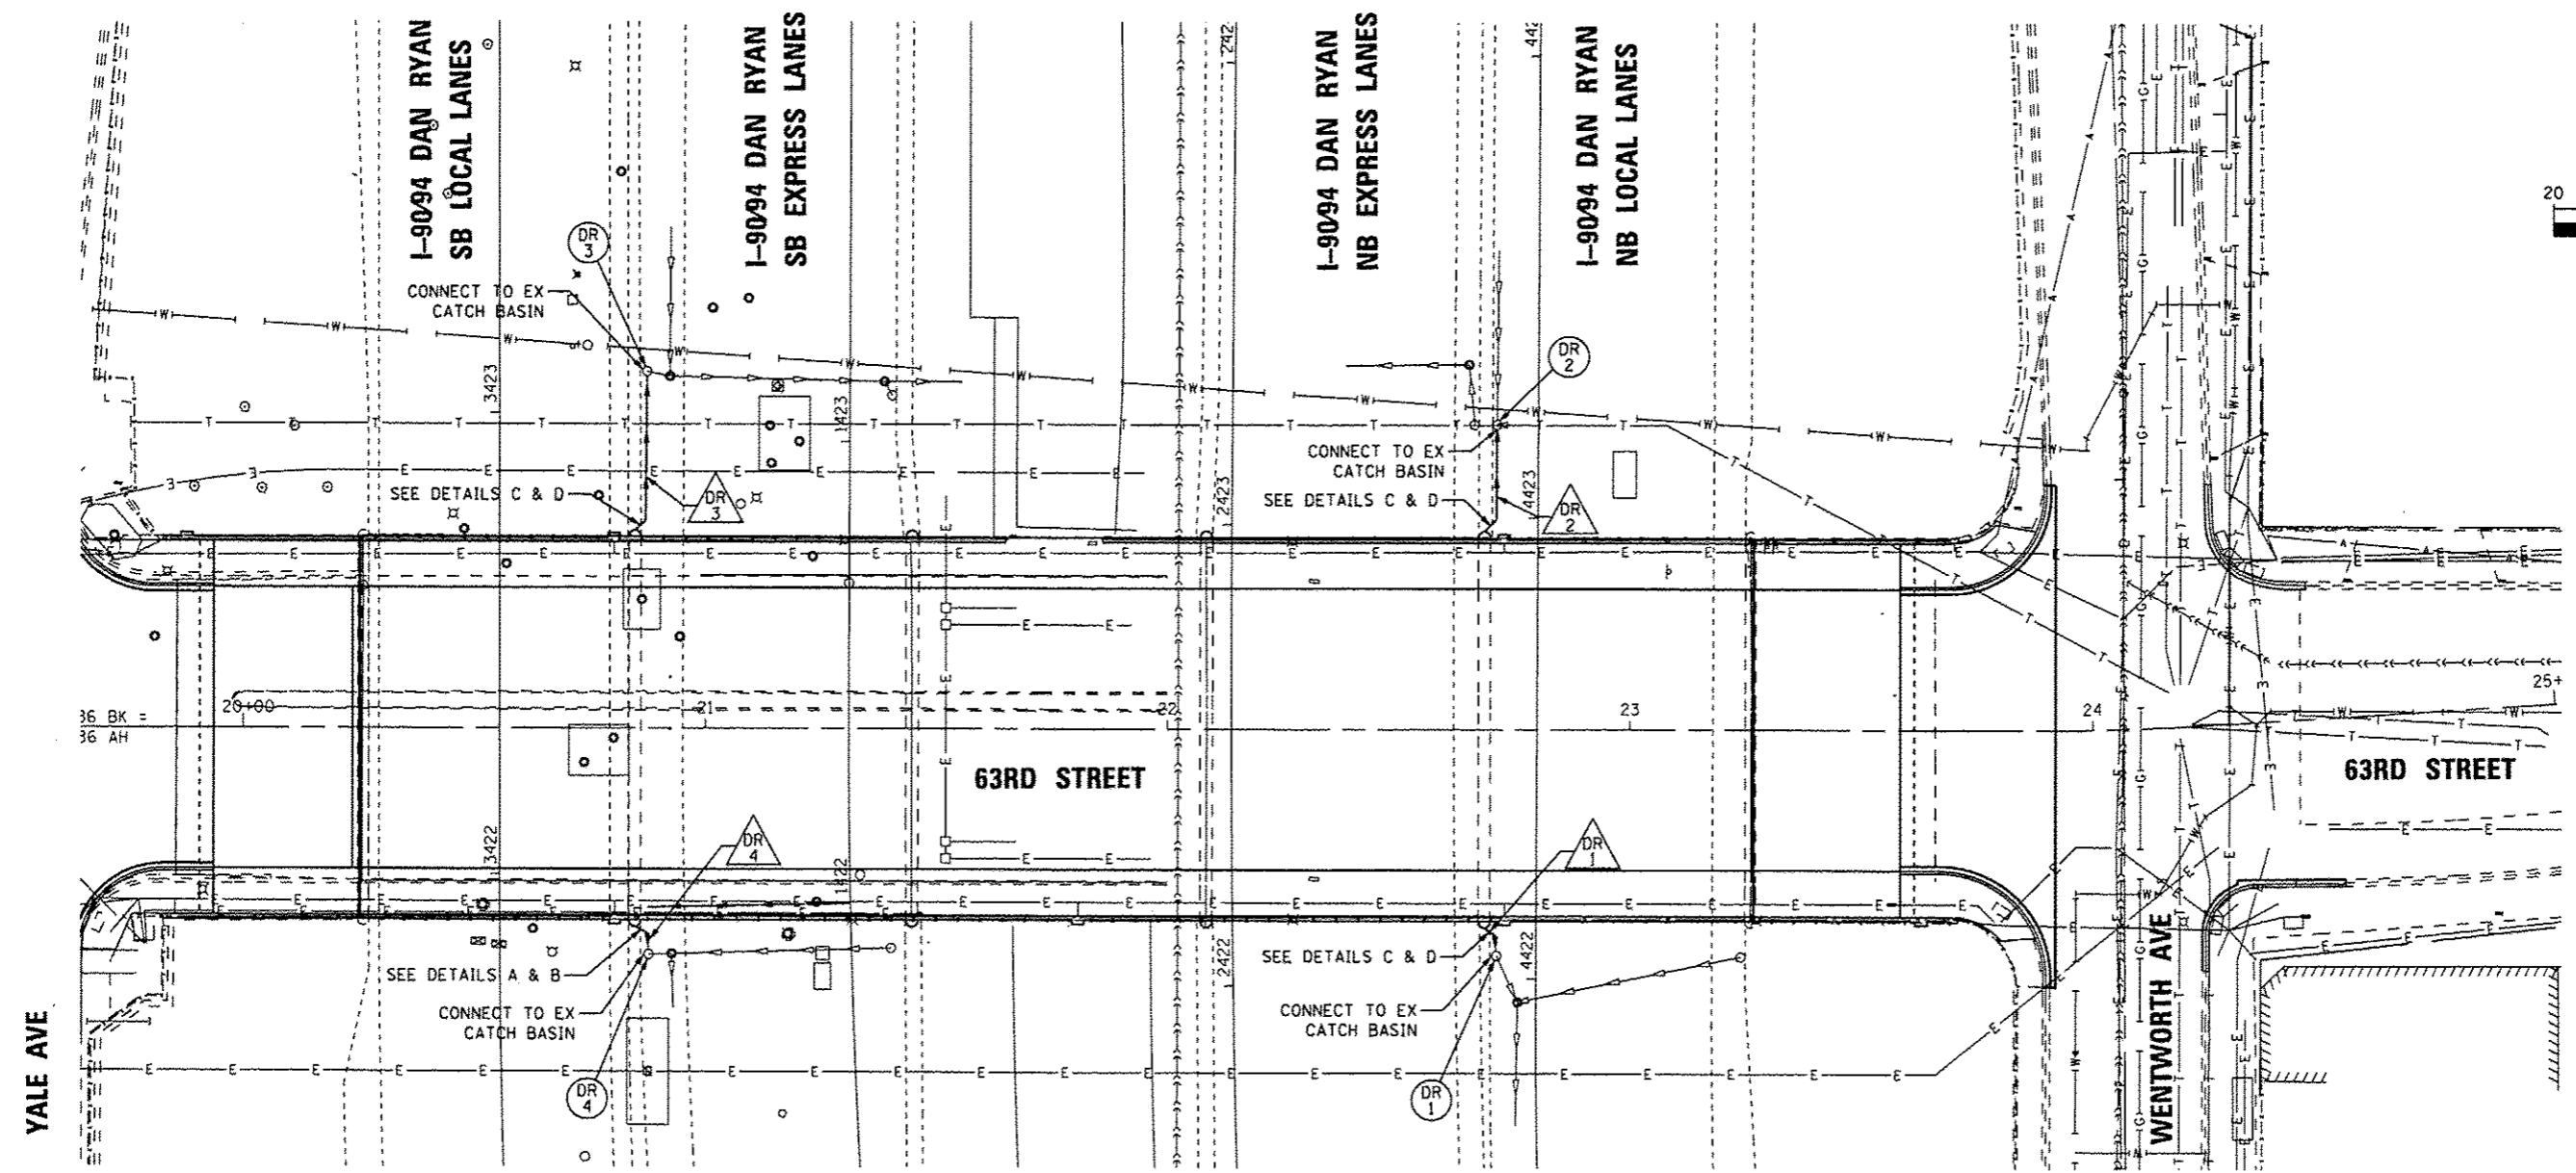 I-90/94 DAN RYAN
SB LOCAL LANES
I-90/94 DAN RYAN
SB EXPRESS LANES
I-90/94 DAN RYAN
NB EXPRESS LANES
I-90/94 DAN RYAN
NB LOCAL LANES
2422
442
20
DR
3
CONNECT TO EX
CATCH BASIN
DR
2
CONNECT TO EX
CATCH BASIN
3423
1423
2423
4423
SEE DETAILS C & D
DR
3
SEE DETAILS C & D
DR
2
36 BK =
36 AH
20+00
21
22
23
24
25+
63RD STREET
63RD STREET
3422
1422
2422
4422
DR
4
DR
1
SEE DETAILS A & B
CONNECT TO EX
CATCH BASIN
SEE DETAILS C & D
CONNECT TO EX
CATCH BASIN
DR
4
DR
1
YALE AVE
WENTWORTH AVE